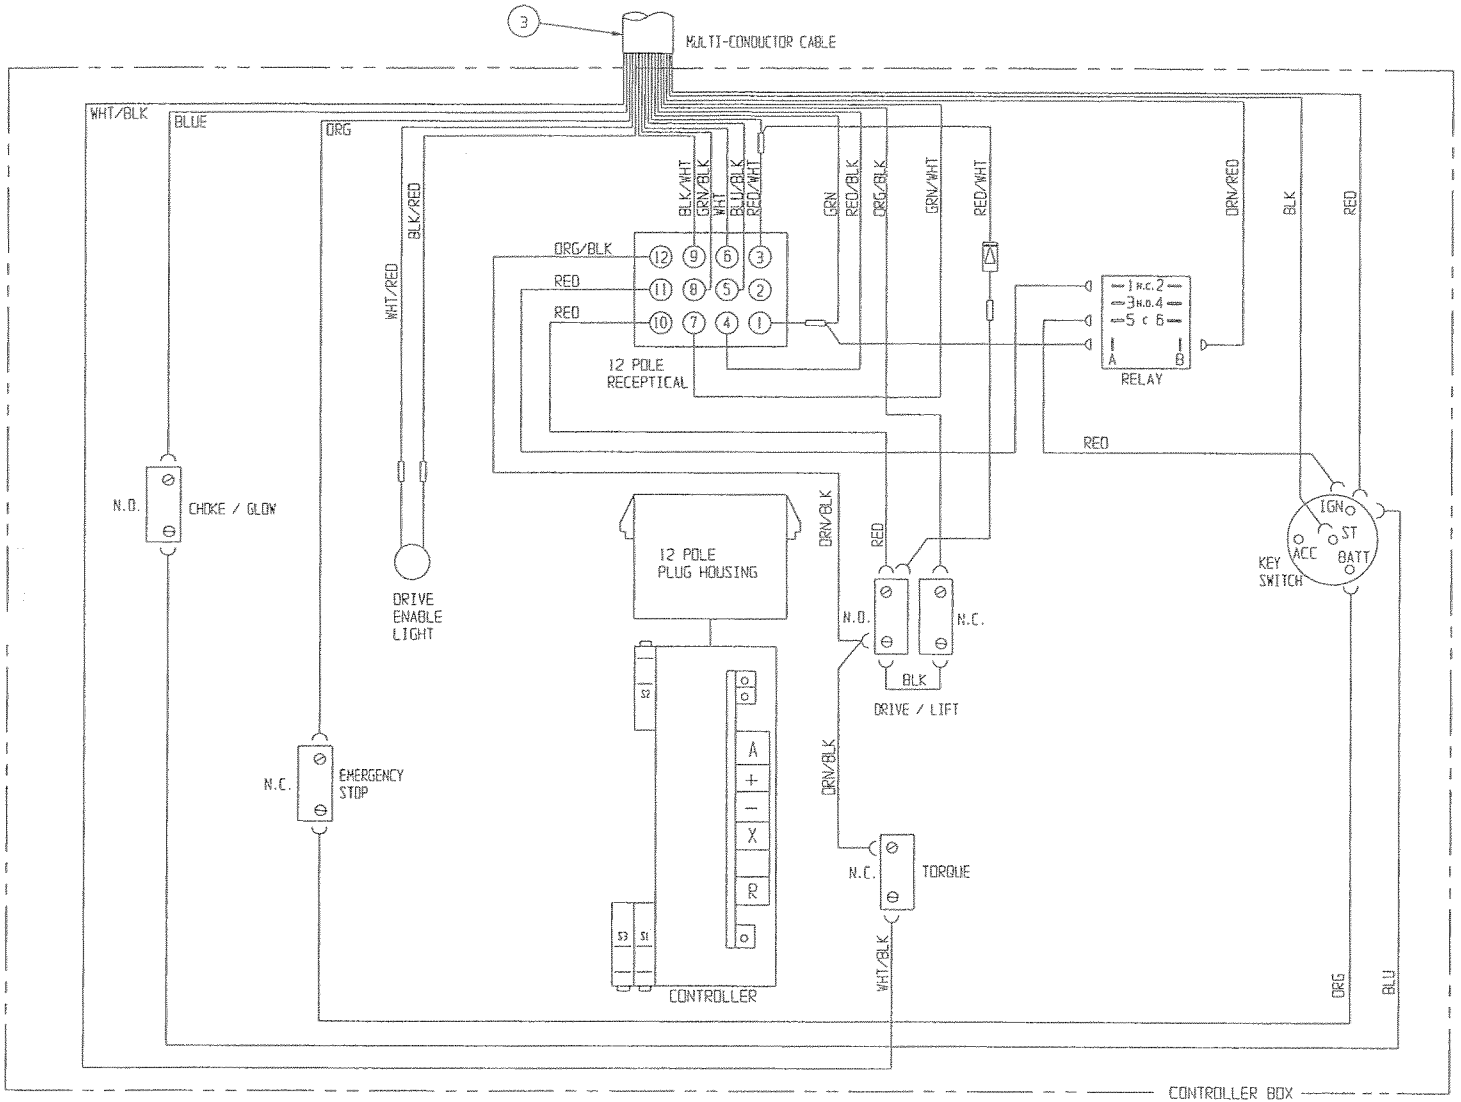 3
MULTI-CONDUCTOR CABLE
WHT/BLK
BLUE
ORG
BLK/RED
WHT/RED
BLK/WHT
GRN/BLK
WHT
BLU/BLK
RED/WHT
GRN
RED/BLK
ORG/BLK
GRN/WHT
RED/WHT
ORN/RED
BLK
RED
ORG/BLK
RED
RED
12 9 6 3
11 8 5 2
10 7 4 1
12 POLE
RECEPTICAL
1 N.C. 2
3 N.O. 4
5 C 6
A B
RELAY
RED
N.O.
CHOKE / GLOW
DRIVE
ENABLE
LIGHT
12 POLE
PLUG HOUSING
ORN/BLK
RED
N.O.
N.C.
BLK
DRIVE / LIFT
IGN
ST
ACC
BATT
KEY
SWITCH
S2
A
+
-
X
R
S3 S1
CONTROLLER
N.C.
EMERGENCY
STOP
ORN/BLK
N.C.
TORQUE
WHT/BLK
ORG
BLU
CONTROLLER BOX